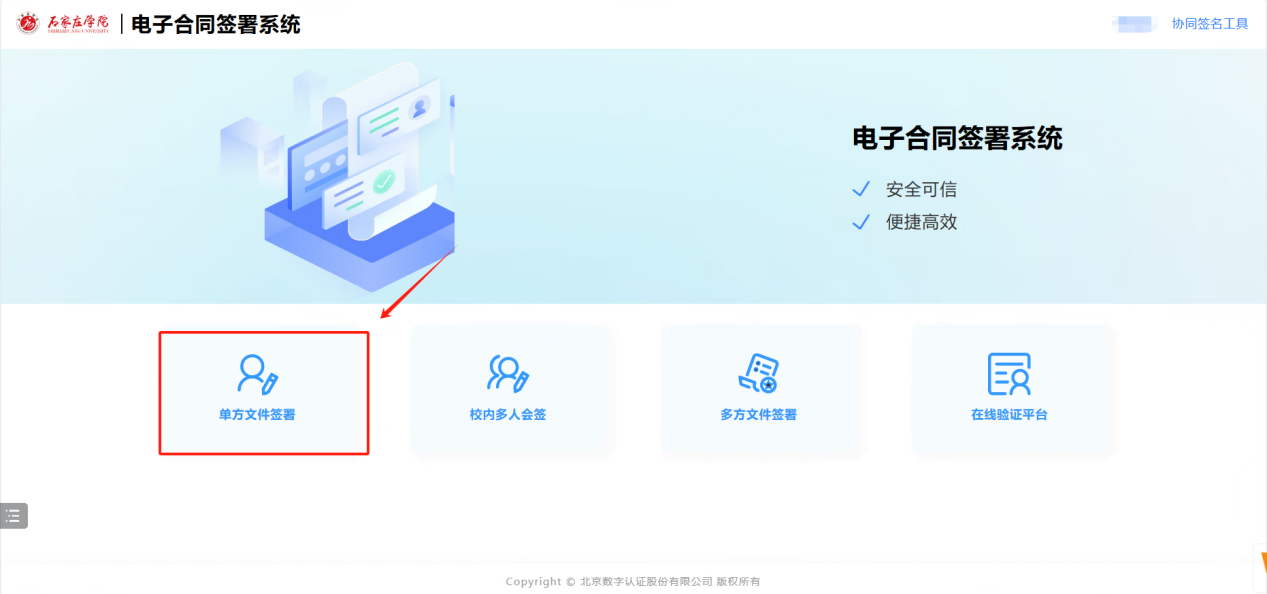 石家庄学院
SHIJIAZHUANG UNIVERSITY
电子合同签署系统
协同签名工具
电子合同签署系统
安全可信
便捷高效
单方文件签署
校内多人会签
多方文件签署
在线验证平台
Copyright © 北京数字认证股份有限公司 版权所有